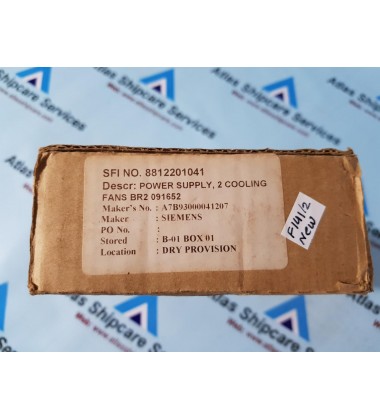 Atlas Shipcare Services
SFI NO. 8812201041
Descr: POWER SUPPLY, 2 COOLING
FANS BR2 091652
Maker's No. : A7B93000041207
Maker : SIEMENS
PO No. :
Stored : B-01 BOX 01
Location : DRY PROVISION
F141/2
New